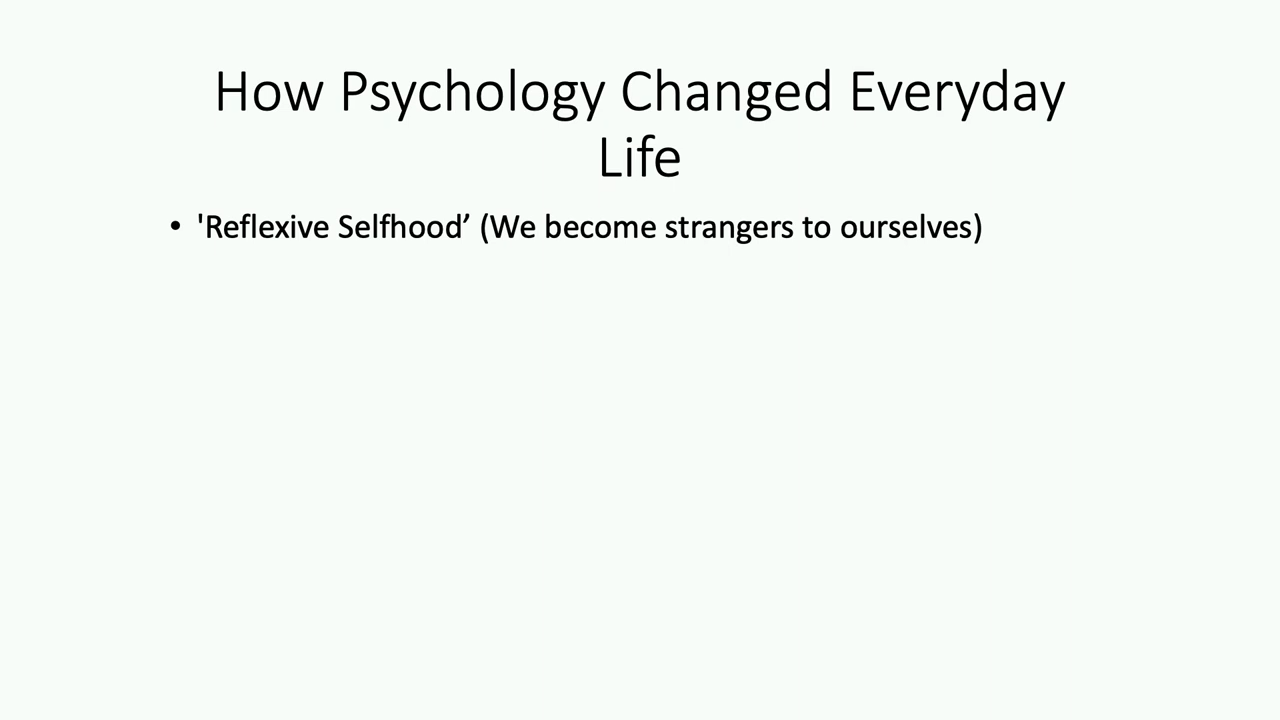 How Psychology Changed Everyday
Life
• 'Reflexive Selfhood’ (We become strangers to ourselves)